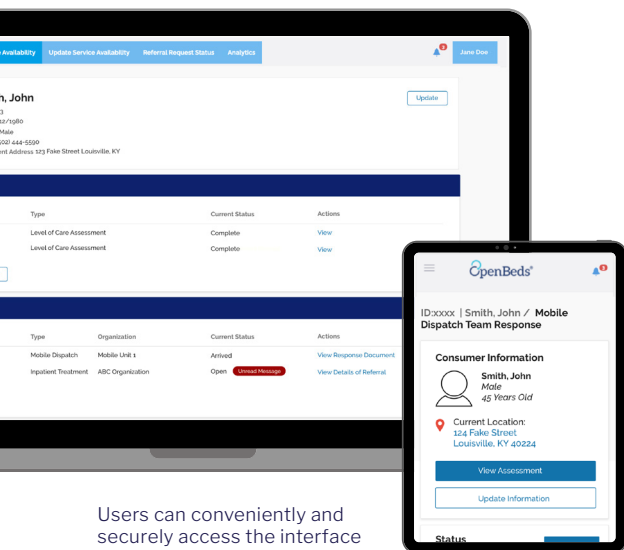 Availability Update Service Availability Referral Request Status Analytics 3 Jane Doe
h, John
Update
3
12/1980
Male
(502) 444-5590
ent Address 123 Fake Street Louisville, KY
Type Current Status Actions
Level of Care Assessment Complete View
Level of Care Assessment Complete View
Type Organization Current Status Actions
Mobile Dispatch Mobile Unit 1 Arrived View Response Document
Inpatient Treatment ABC Organization Open Unread Message View Details of Referral
OpenBeds® 3
ID:xxxx | Smith, John / Mobile
Dispatch Team Response
Consumer Information
Smith, John
Male
45 Years Old
Current Location:
124 Fake Street
Louisville, KY 40224
View Assessment
Update Information
Status
Users can conveniently and
securely access the interface